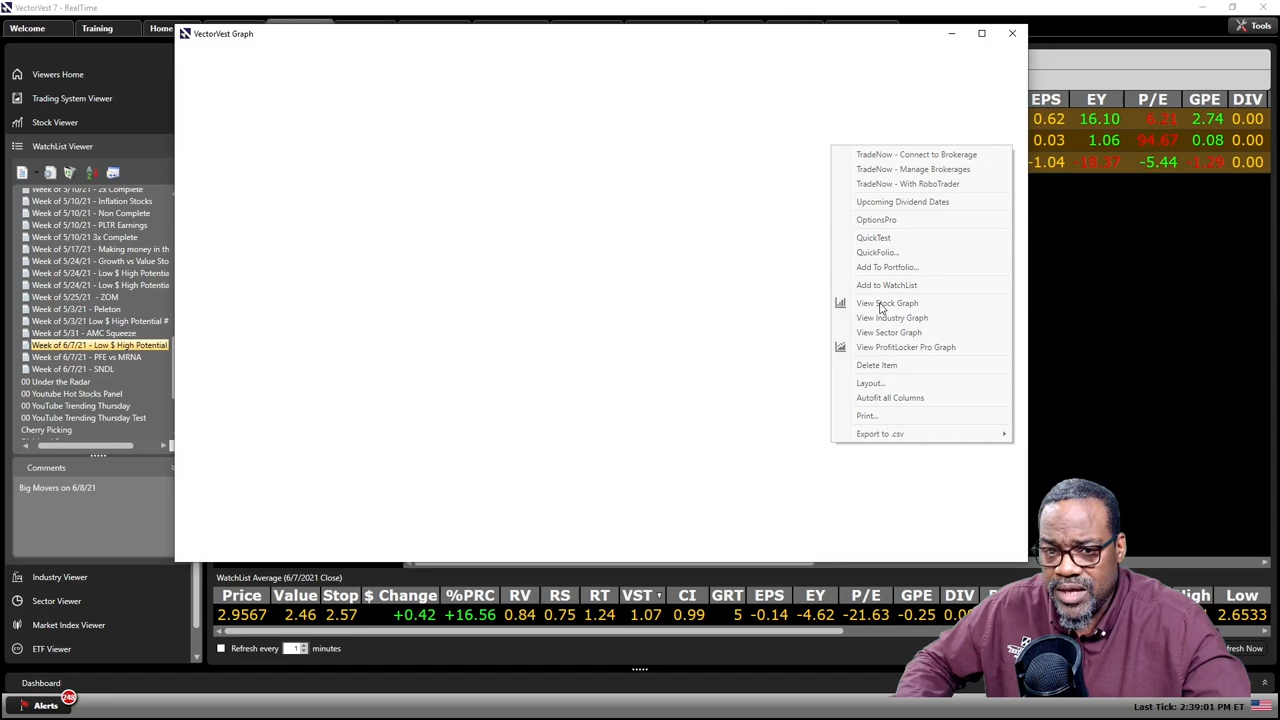 VectorVest 7 - RealTime
Welcome
Training
Home
Tools
VectorVest Graph
Viewers Home
Trading System Viewer
Stock Viewer
WatchList Viewer
EPS EY P/E GPE DIV
0.62 16.10 6.21 2.74 0.00
0.03 1.06 94.67 0.08 0.00
-1.04 -18.37 -5.44 -1.29 0.00
Week of 5/10/21 - 2x Complete
Week of 5/10/21 - Inflation Stocks
Week of 5/10/21 - Non Complete
Week of 5/10/21 - PLTR Earnings
Week of 5/10/21 3x Complete
Week of 5/17/21 - Making money in th
Week of 5/24/21 - Growth vs Value Sto
Week of 5/24/21 - Low $ High Potentia
Week of 5/24/21 - Low $ High Potentia
Week of 5/25/21 - ZOM
Week of 5/3/21 - Peleton
Week of 5/3/21 Low $ High Potential #
Week of 5/31 - AMC Squeeze
Week of 6/7/21 - Low $ High Potential
Week of 6/7/21 - PFE vs MRNA
Week of 6/7/21 - SNDL
00 Under the Radar
00 Youtube Hot Stocks Panel
00 YouTube Trending Thursday
00 YouTube Trending Thursday Test
Cherry Picking
TradeNow - Connect to Brokerage
TradeNow - Manage Brokerages
TradeNow - With RoboTrader
Upcoming Dividend Dates
OptionsPro
QuickTest
QuickFolio...
Add To Portfolio...
Add to WatchList
View Stock Graph
View Industry Graph
View Sector Graph
View ProfitLocker Pro Graph
Delete Item
Layout...
Autofit all Columns
Print...
Export to .csv
Comments
Big Movers on 6/8/21
Industry Viewer
Sector Viewer
Market Index Viewer
ETF Viewer
WatchList Average (6/7/2021 Close)
Price Value Stop $ Change %PRC RV RS RT VST CI GRT EPS EY P/E GPE DIV High Low
2.9567 2.46 2.57 +0.42 +16.56 0.84 0.75 1.24 1.07 0.99 5 -0.14 -4.62 -21.63 -0.25 0.00 2.6533
Refresh every 1 minutes
fresh Now
Dashboard
Alerts
248
Last Tick: 2:39:01 PM ET